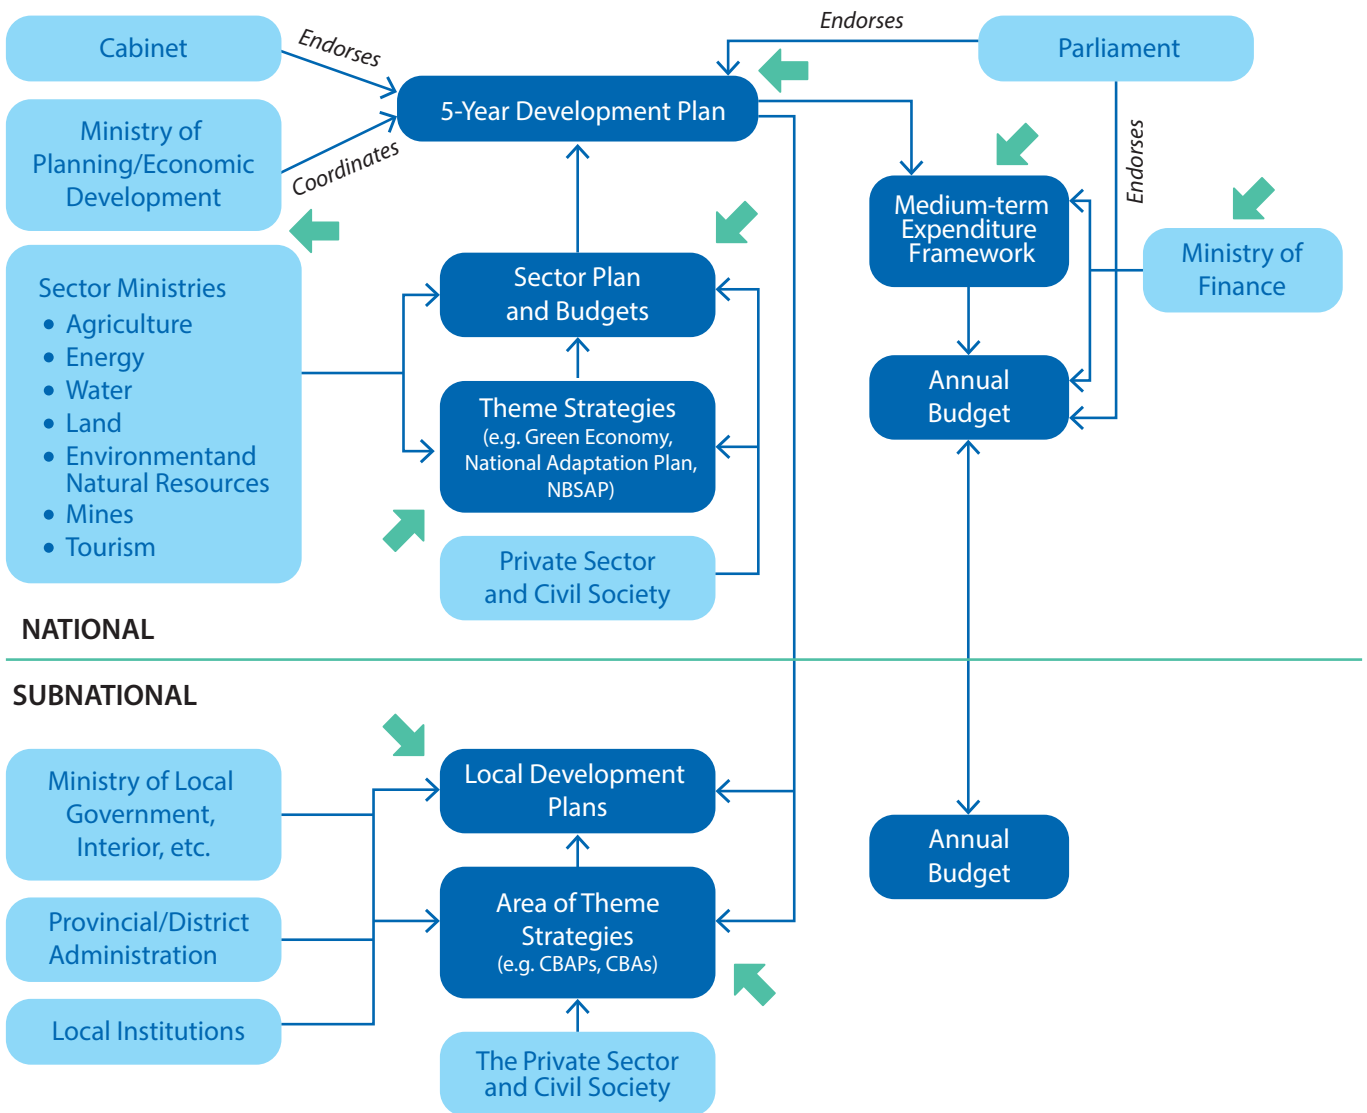 Cabinet
Endorses
Endorses
Parliament
5-Year Development Plan
Ministry of
Planning/Economic
Development
Coordinates
Endorses
Medium-term
Expenditure
Framework
Ministry of
Finance
Sector Ministries
• Agriculture
• Energy
• Water
• Land
• Environmentand
Natural Resources
• Mines
• Tourism
Sector Plan
and Budgets
Theme Strategies
(e.g. Green Economy,
National Adaptation Plan,
NBSAP)
Annual
Budget
Private Sector
and Civil Society
NATIONAL
SUBNATIONAL
Ministry of Local
Government,
Interior, etc.
Local Development
Plans
Annual
Budget
Provincial/District
Administration
Area of Theme
Strategies
(e.g. CBAPs, CBAs)
Local Institutions
The Private Sector
and Civil Society